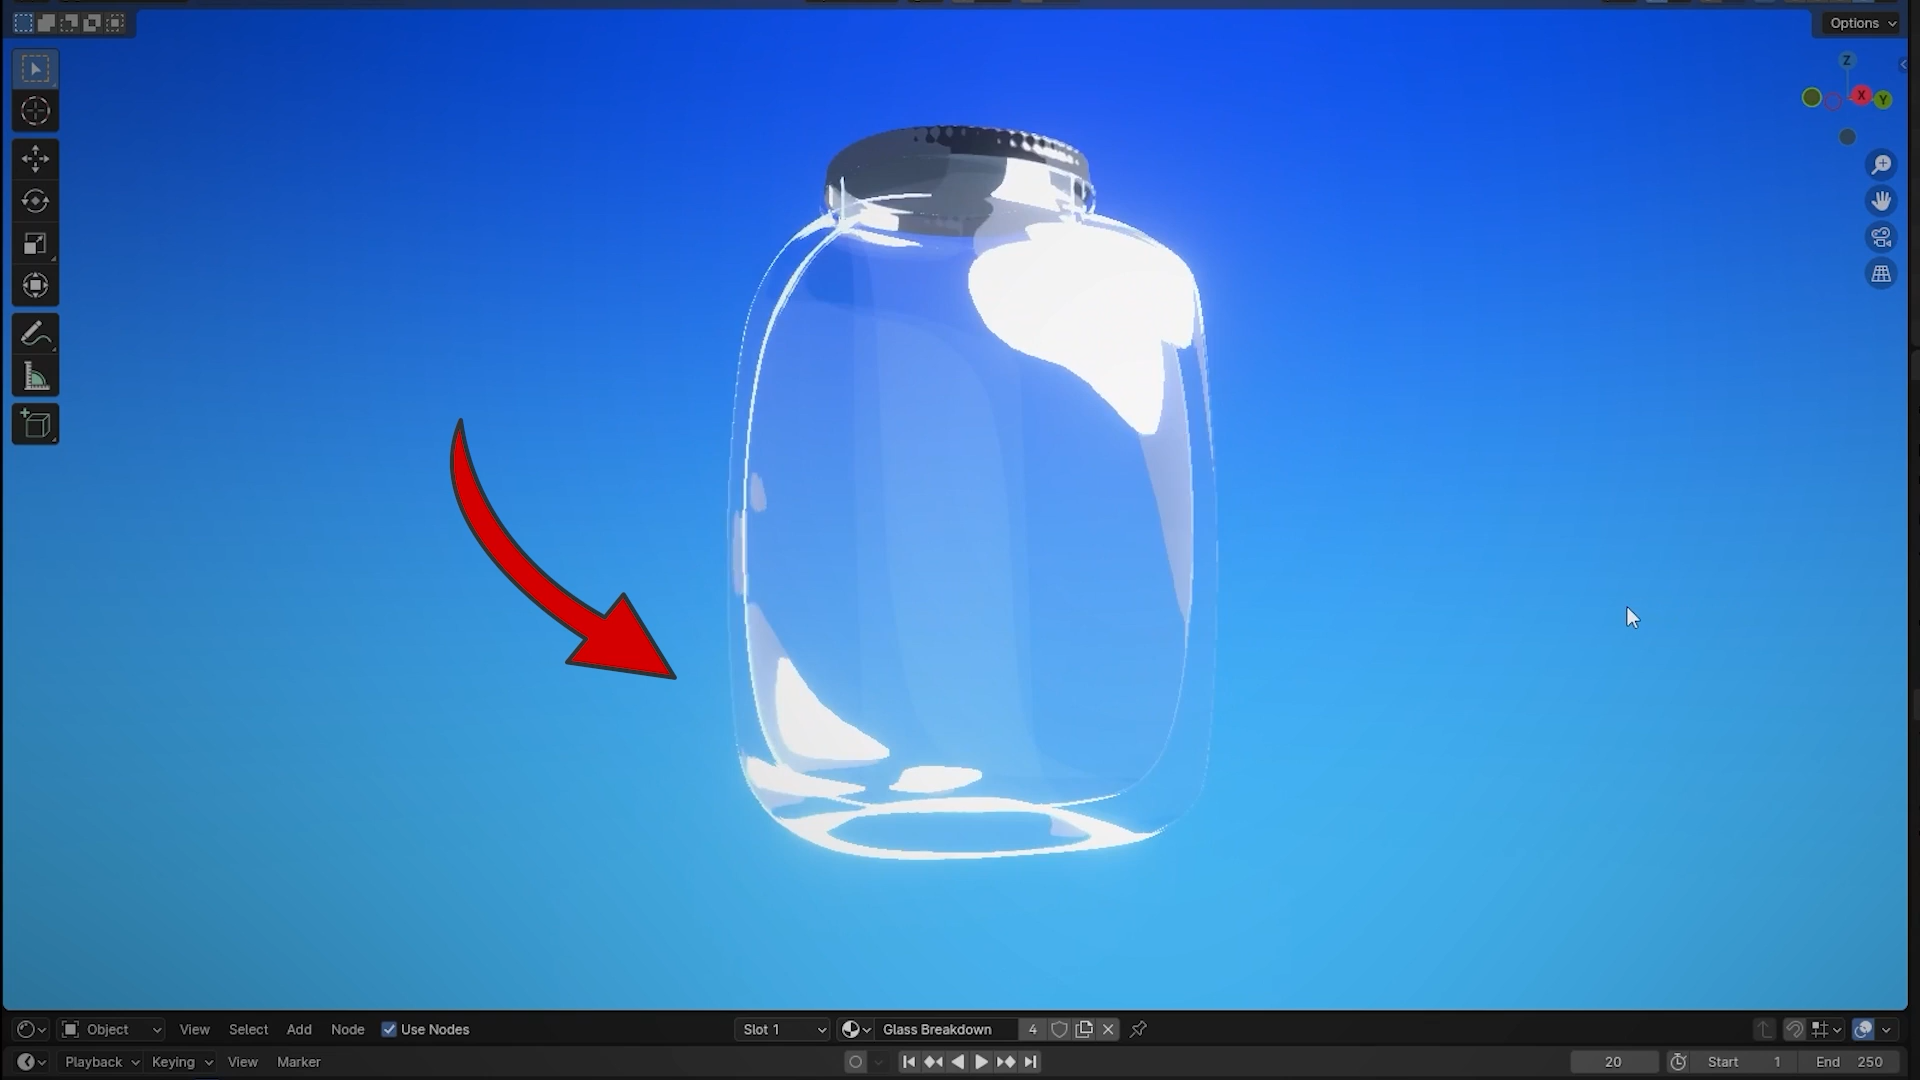 Options
Z
X
Y
Object View Select Add Node Use Nodes Slot 1 Glass Breakdown 4
Playback Keying View Marker 20 Start 1 End 250